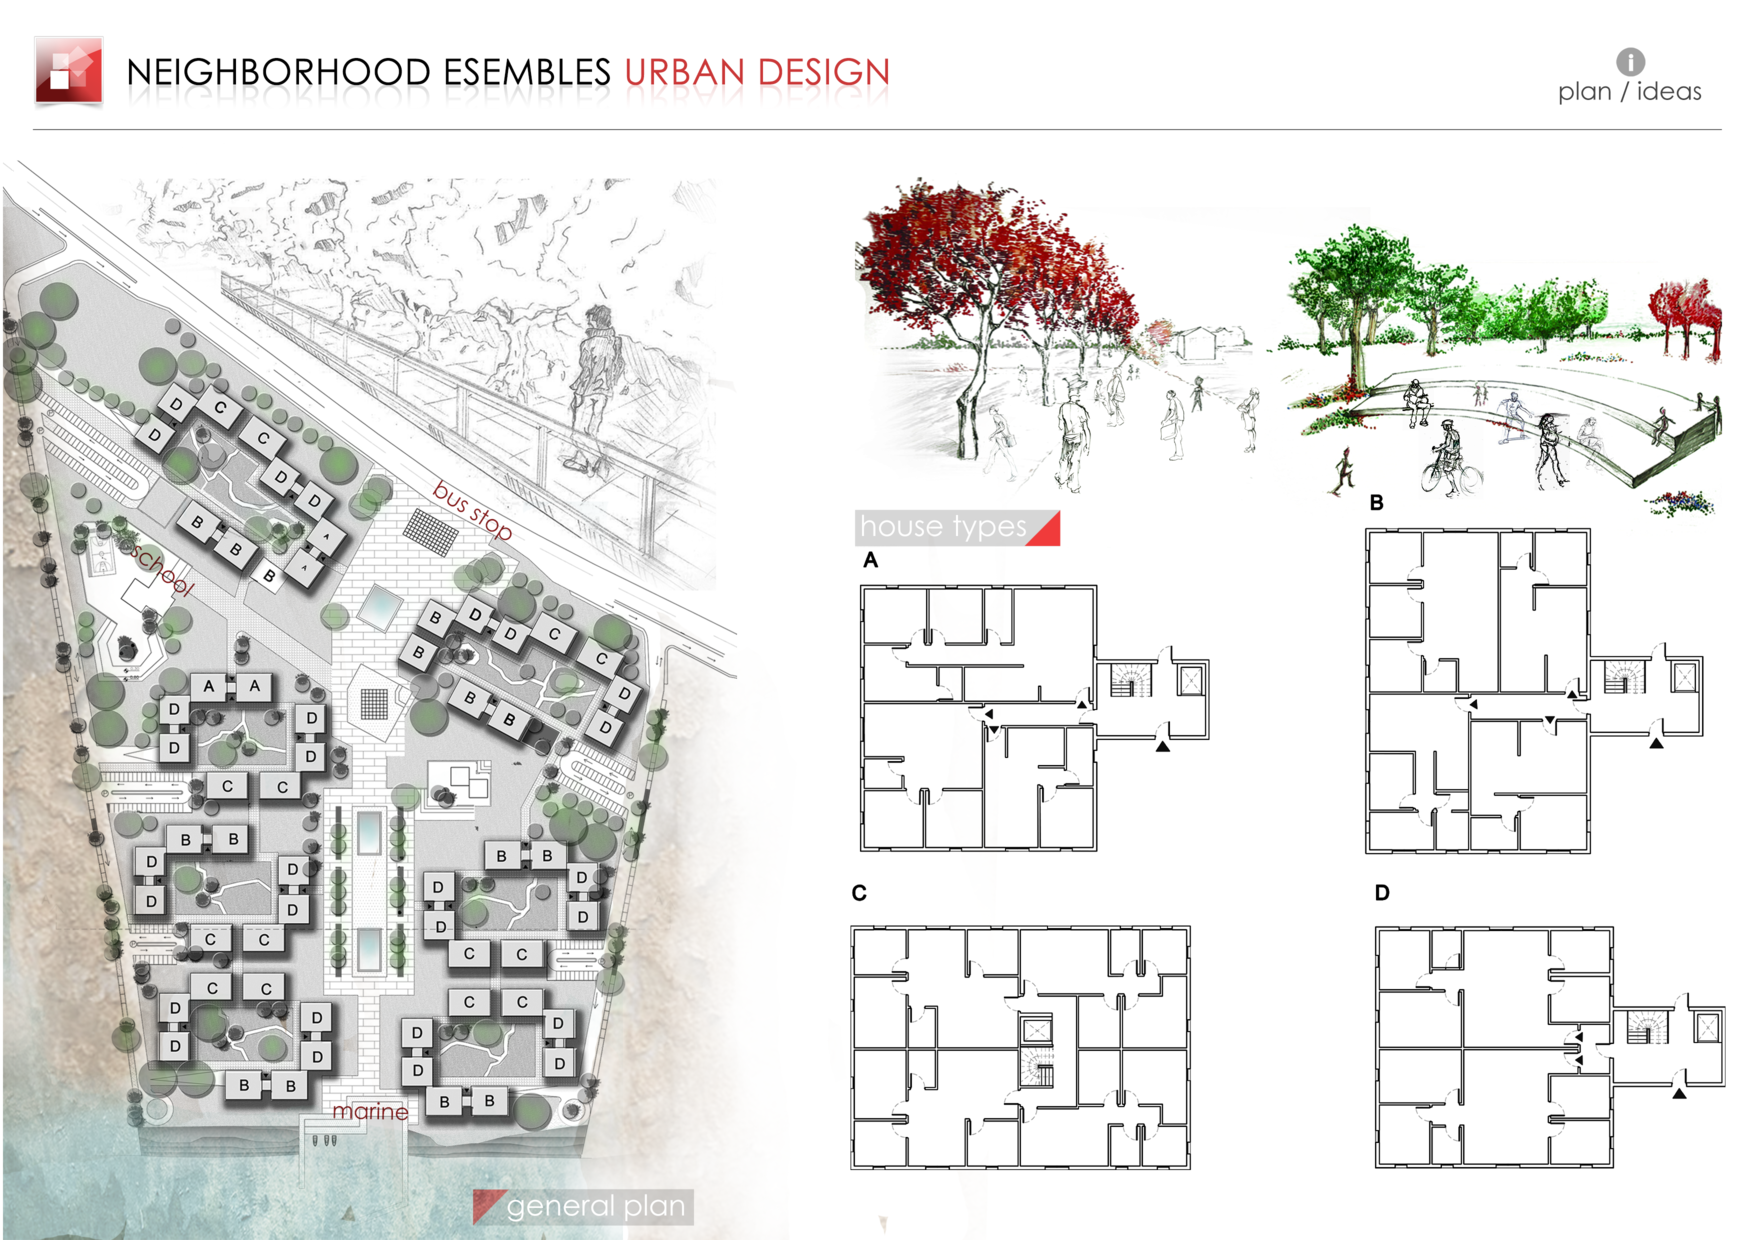 NEIGHBORHOOD ESEMBLES URBAN DESIGN
i
plan / ideas
bus stop
school
D C
D C
D D
B A
B A
B
B D D C
B C
B B D
D
A A
D D
D D
C C
B B
D D
D D
C C
C C
D D
D D
B B
B B
D D
D D
C C
C C
D D
D D
B B
marine
general plan
house types
A
B
C
D